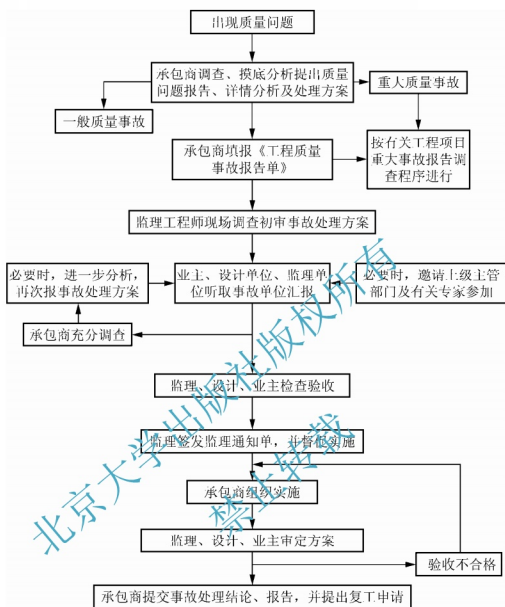 出现质量问题
承包商调查、摸底分析提出质量
问题报告、详情分析及处理方案
重大质量事故
一般质量事故
承包商填报《工程质量
事故报告单》
按有关工程项目
重大事故报告调
查程序进行
监理工程师现场调查初审事故处理方案
必要时，进一步分析，
再次报事故处理方案
业主、设计单位、监理单
位听取事故单位汇报
必要时，邀请上级主管
部门及有关专家参加
承包商充分调查
监理、设计、业主检查验收
监理签发监理通知单，并督促实施
承包商组织实施
监理、设计、业主审定方案
验收不合格
承包商提交事故处理结论、报告，并提出复工申请
北京大学出版社版权所有
禁止转载